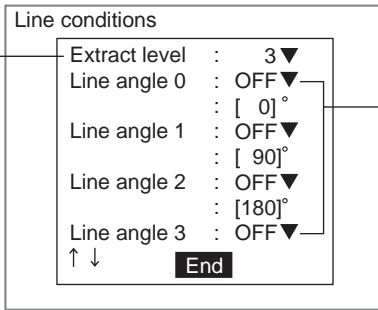 Line conditions
Extract level : 3▼
Line angle 0 : OFF▼
: [ 0]°
Line angle 1 : OFF▼
: [ 90]°
Line angle 2 : OFF▼
: [180]°
Line angle 3 : OFF▼
↑ ↓ End